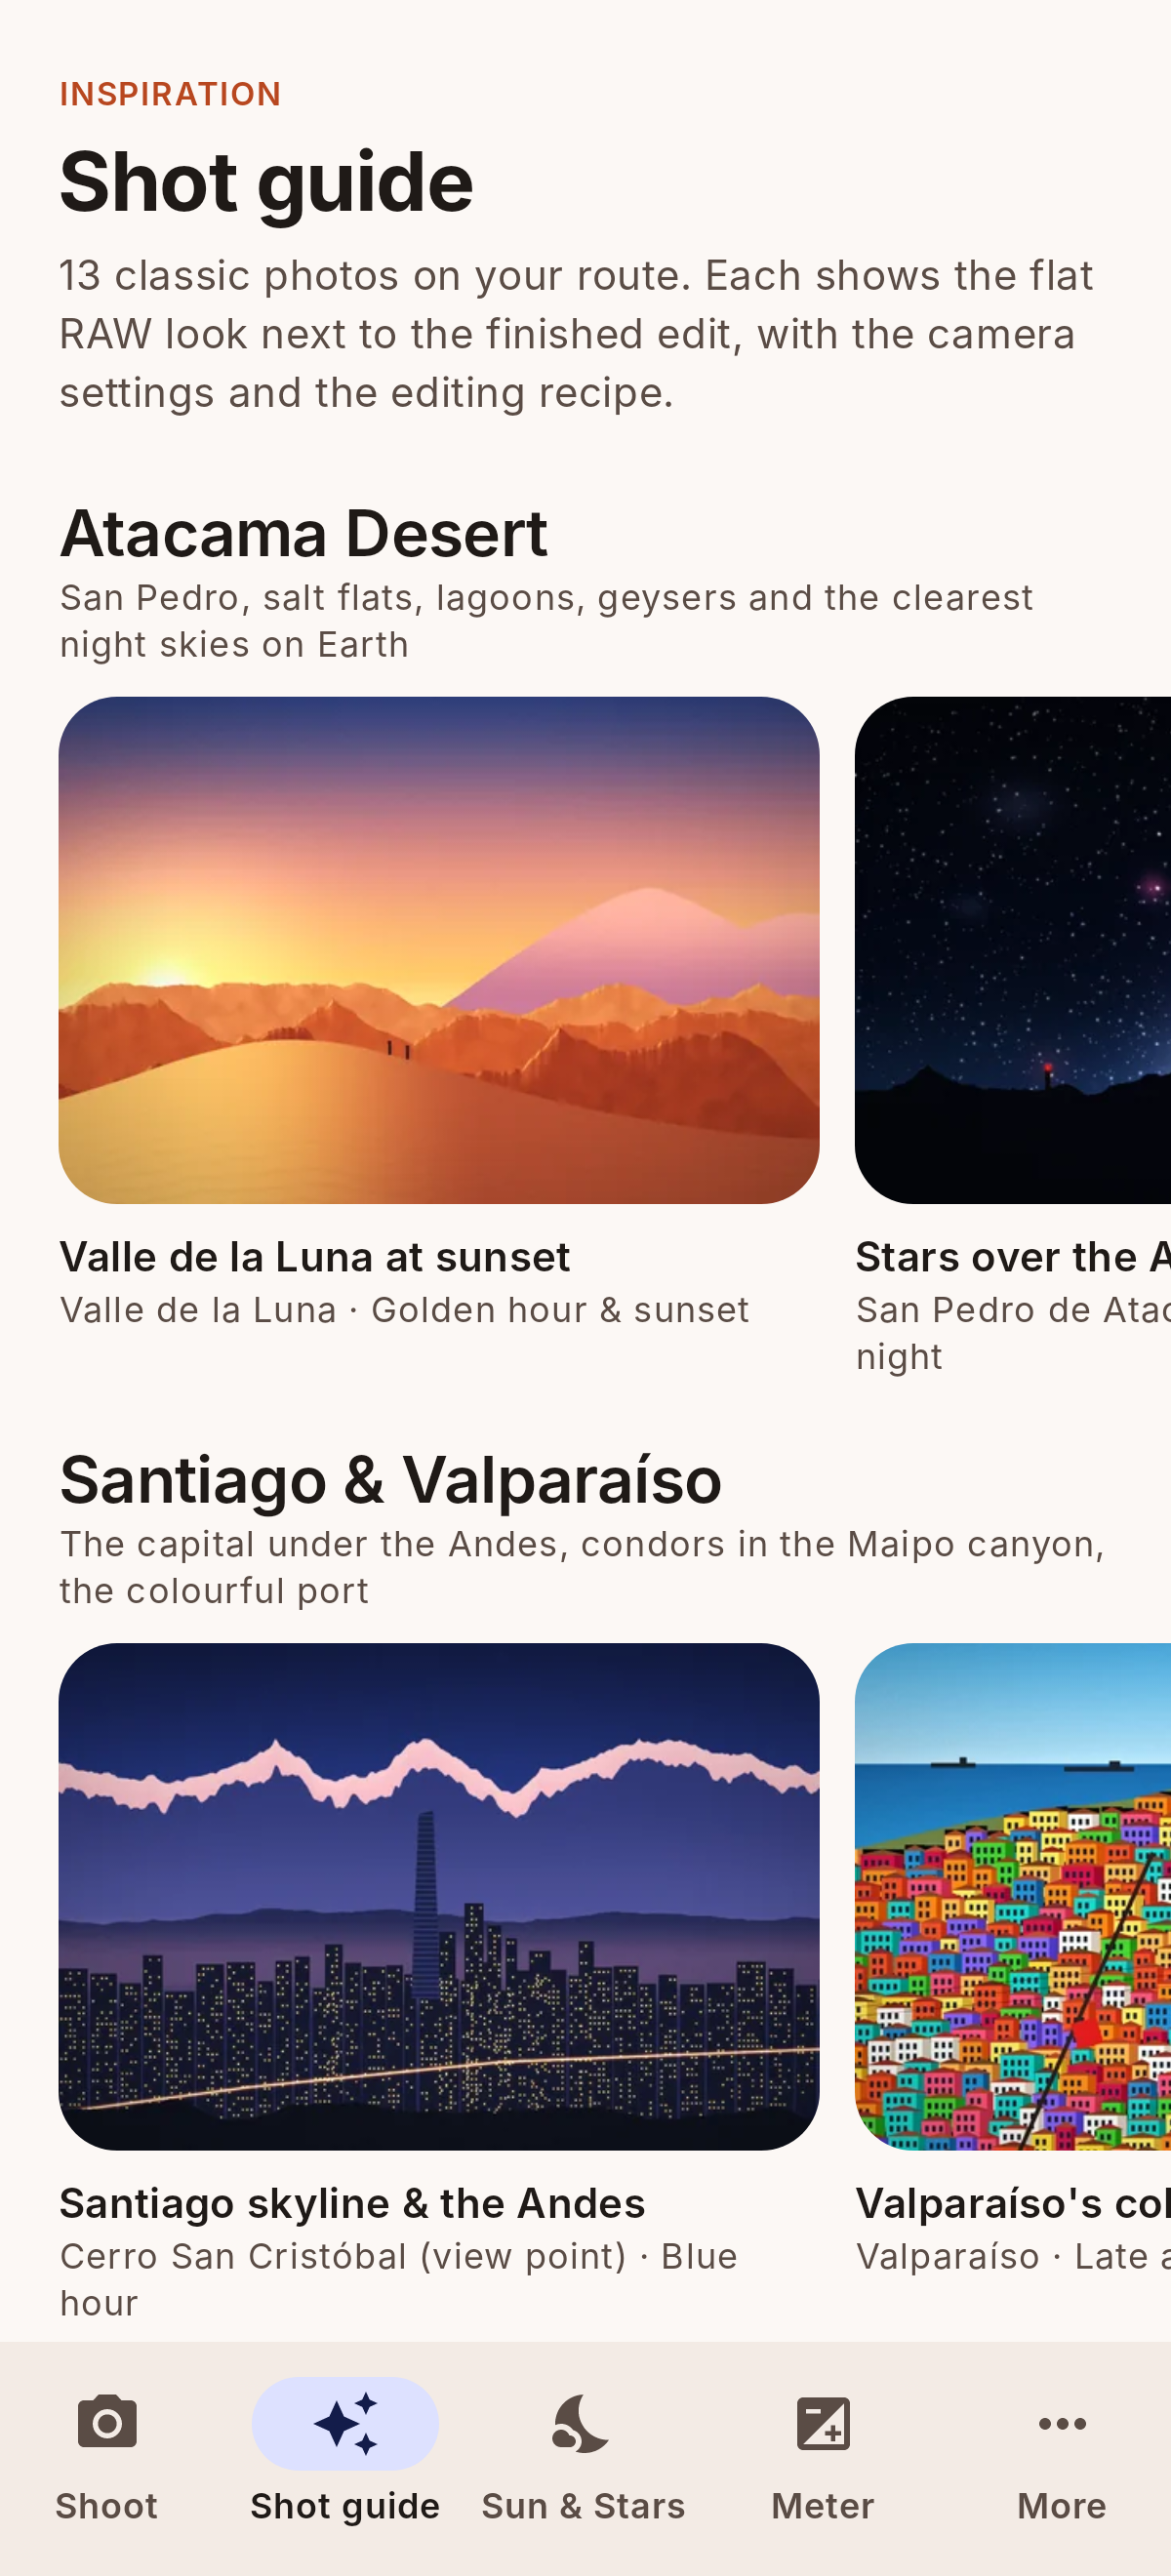 INSPIRATION
Shot guide
13 classic photos on your route. Each shows the flat
RAW look next to the finished edit, with the camera
settings and the editing recipe.
Atacama Desert
San Pedro, salt flats, lagoons, geysers and the clearest
night skies on Earth
Valle de la Luna at sunset
Valle de la Luna · Golden hour & sunset
Stars over the
San Pedro de
night
Santiago & Valparaíso
The capital under the Andes, condors in the Maipo canyon,
the colourful port
Santiago skyline & the Andes
Cerro San Cristóbal (view point) · Blue
hour
Valparaíso's
Valparaíso · Late
Shoot
Shot guide
Sun & Stars
Meter
More